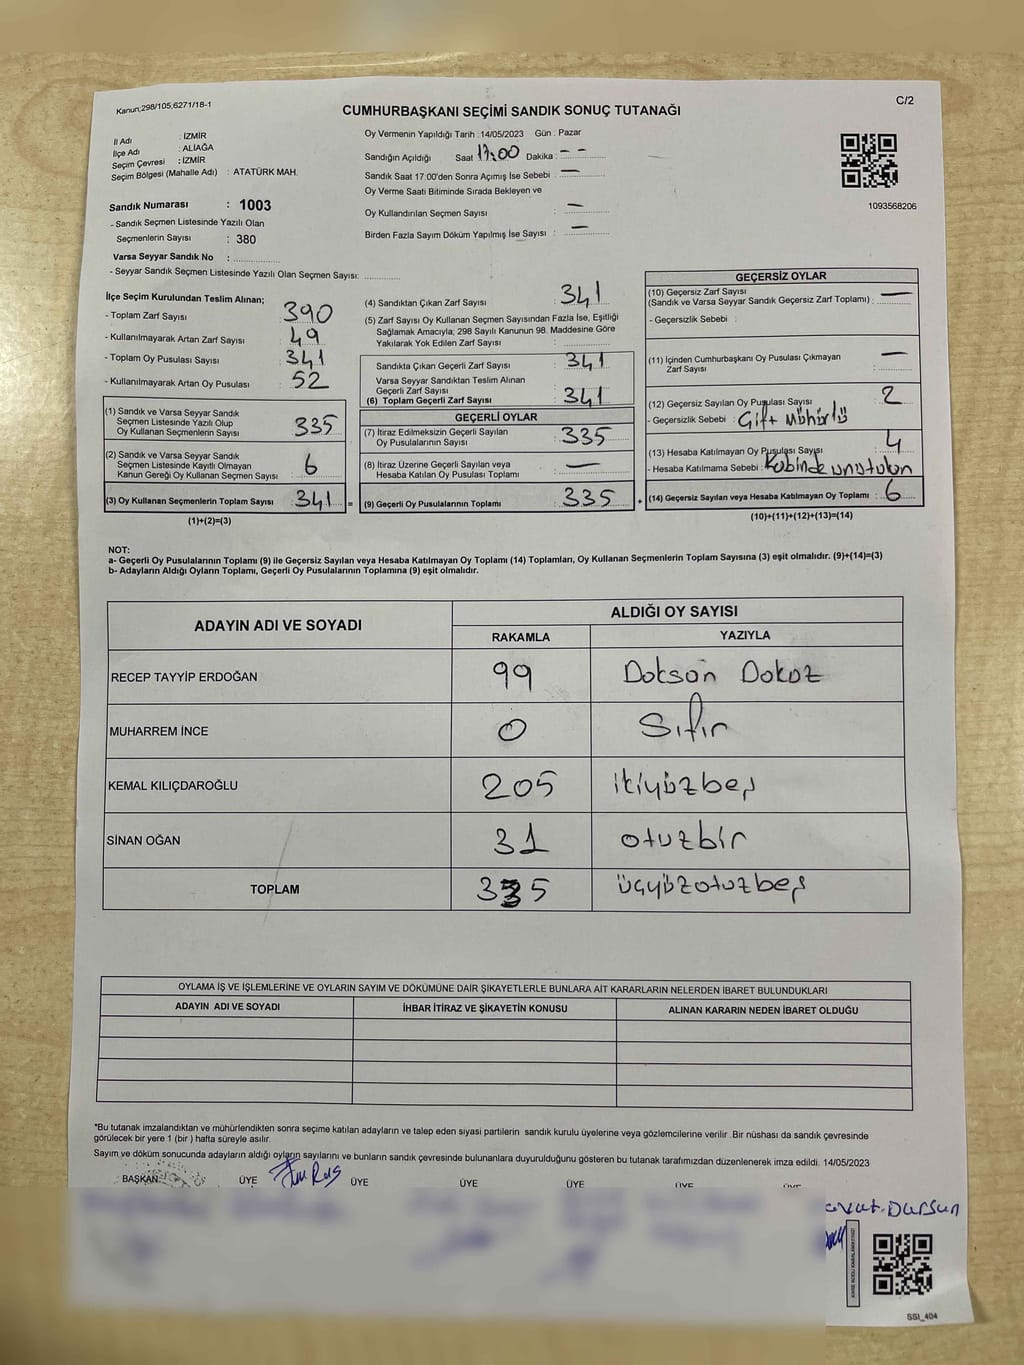 Kanun;298/105;6271/18-1
C/2
CUMHURBAŞKANI SEÇİMİ SANDIK SONUÇ TUTANAĞI
İl Adı : İZMİR
İlçe Adı : ALİAĞA
Seçim Çevresi : İZMİR
Seçim Bölgesi (Mahalle Adı) : ATATÜRK MAH.
Sandık Numarası : 1003
- Sandık Seçmen Listesinde Yazılı Olan
Seçmenlerin Sayısı : 380
Varsa Seyyar Sandık No :
- Seyyar Sandık Seçmen Listesinde Yazılı Olan Seçmen Sayısı:
Oy Vermenin Yapıldığı Tarih : 14/05/2023 Gün : Pazar
Sandığın Açıldığı Saat 17:00 Dakika : - -
Sandık Saat 17:00'den Sonra Açımış İse Sebebi : —
Oy Verme Saati Bitiminde Sırada Bekleyen ve
Oy Kullandırılan Seçmen Sayısı : —
Birden Fazla Sayım Döküm Yapılmış İse Sayısı : —
1093568206
İlçe Seçim Kurulundan Teslim Alınan;
- Toplam Zarf Sayısı : 390
- Kullanılmayarak Artan Zarf Sayısı : 49
- Toplam Oy Pusulası Sayısı : 341
- Kullanılmayarak Artan Oy Pusulası : 52
(1) Sandık ve Varsa Seyyar Sandık
Seçmen Listesinde Yazılı Olup
Oy Kullanan Seçmenlerin Sayısı : 335
(2) Sandık ve Varsa Seyyar Sandık
Seçmen Listesinde Kayıtlı Olmayan
Kanun Gereği Oy Kullanan Seçmen Sayısı : 6
(3) Oy Kullanan Seçmenlerin Toplam Sayısı : 341 =
(1)+(2)=(3)
(4) Sandıktan Çıkan Zarf Sayısı : 341
(5) Zarf Sayısı Oy Kullanan Seçmen Sayısından Fazla İse, Eşitliği
Sağlamak Amacıyla; 298 Sayılı Kanunun 98. Maddesine Göre
Yakılarak Yok Edilen Zarf Sayısı :
Sandıkta Çıkan Geçerli Zarf Sayısı : 341
Varsa Seyyar Sandıktan Teslim Alınan
Geçerli Zarf Sayısı
(6) Toplam Geçerli Zarf Sayısı : 341
GEÇERLİ OYLAR
(7) İtiraz Edilmeksizin Geçerli Sayılan
Oy Pusulalarının Sayısı : 335
(8) İtiraz Üzerine Geçerli Sayılan veya
Hesaba Katılan Oy Pusulası Toplamı : —
(9) Geçerli Oy Pusulalarının Toplamı : 335 +
GEÇERSİZ OYLAR
(10) Geçersiz Zarf Sayısı —
(Sandık ve Varsa Seyyar Sandık Geçersiz Zarf Toplamı) :
- Geçersizlik Sebebi :
(11) İçinden Cumhurbaşkanı Oy Pusulası Çıkmayan —
Zarf Sayısı :
(12) Geçersiz Sayılan Oy Pusulası Sayısı : 2
- Geçersizlik Sebebi : Çift Mühürlü
(13) Hesaba Katılmayan Oy Pusulası Sayısı : 4
- Hesaba Katılmama Sebebi : Kabinde unutulan
(14) Geçersiz Sayılan veya Hesaba Katılmayan Oy Toplamı : 6
(10)+(11)+(12)+(13)=(14)
NOT:
a- Geçerli Oy Pusulalarının Toplamı (9) ile Geçersiz Sayılan veya Hesaba Katılmayan Oy Toplamı (14) Toplamları, Oy Kullanan Seçmenlerin Toplam Sayısına (3) eşit olmalıdır. (9)+(14)=(3)
b- Adayların Aldığı Oyların Toplamı, Geçerli Oy Pusulalarının Toplamına (9) eşit olmalıdır.
ADAYIN ADI VE SOYADI
ALDIĞI OY SAYISI
RAKAMLA YAZIYLA
RECEP TAYYİP ERDOĞAN 99 Doksan Dokuz
MUHARREM İNCE 0 Sıfır
KEMAL KILIÇDAROĞLU 205 ikiyüzbeş
SİNAN OĞAN 31 otuzbir
TOPLAM 335 üçyüzotuzbeş
OYLAMA İŞ VE İŞLEMLERİNE VE OYLARIN SAYIM VE DÖKÜMÜNE DAİR ŞİKAYETLERLE BUNLARA AİT KARARLARIN NELERDEN İBARET BULUNDUKLARI
ADAYIN ADI VE SOYADI İHBAR İTİRAZ VE ŞİKAYETİN KONUSU ALINAN KARARIN NEDEN İBARET OLDUĞU
*Bu tutanak imzalandıktan ve mühürlendikten sonra seçime katılan adayların ve talep eden siyasi partilerin sandık kurulu üyelerine veya gözlemcilerine verilir .Bir nüshası da sandık çevresinde
görülecek bir yere 1 (bir ) hafta süreyle asılır.
Sayım ve döküm sonucunda adayların aldığı oyların sayılarını ve bunların sandık çevresinde bulunanlara duyurulduğunu gösteren bu tutanak tarafımızdan düzenlenerek imza edildi. 14/05/2023
BAŞKAN ÜYE ÜYE ÜYE ÜYE ÜYE ÜYE
Dursun
SSI_404